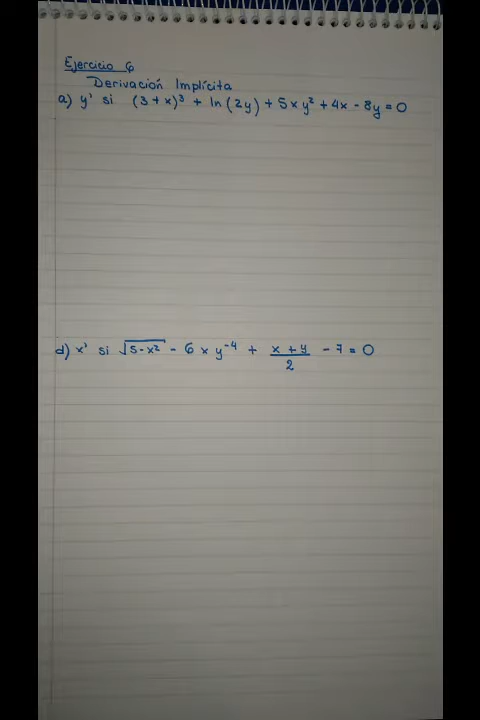 Ejercicio 6
Derivación Implícita
a) y' si (3 + x)³ + ln (2y) + 5xy² + 4x - 8y = 0
d) x' si √5-x² - 6xy⁻⁴ + x + y / 2 - 7 = 0